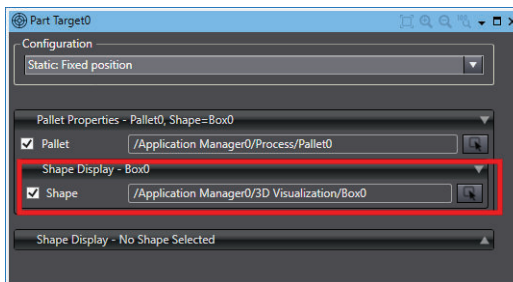 Part Target0
Configuration
Static: Fixed position
Pallet Properties - Pallet0, Shape=Box0
Pallet /Application Manager0/Process/Pallet0
Shape Display - Box0
Shape /Application Manager0/3D Visualization/Box0
Shape Display - No Shape Selected